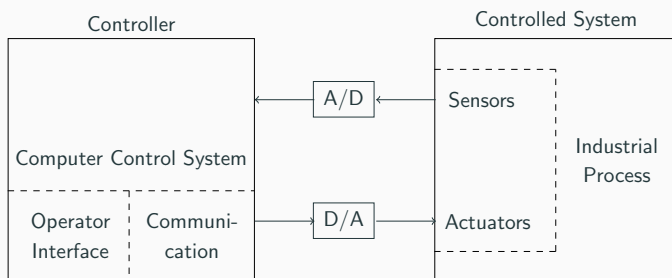 Controller
Controlled System
A/D
Sensors
Computer Control System
Industrial
Process
Operator
Interface
Communi-
cation
D/A
Actuators